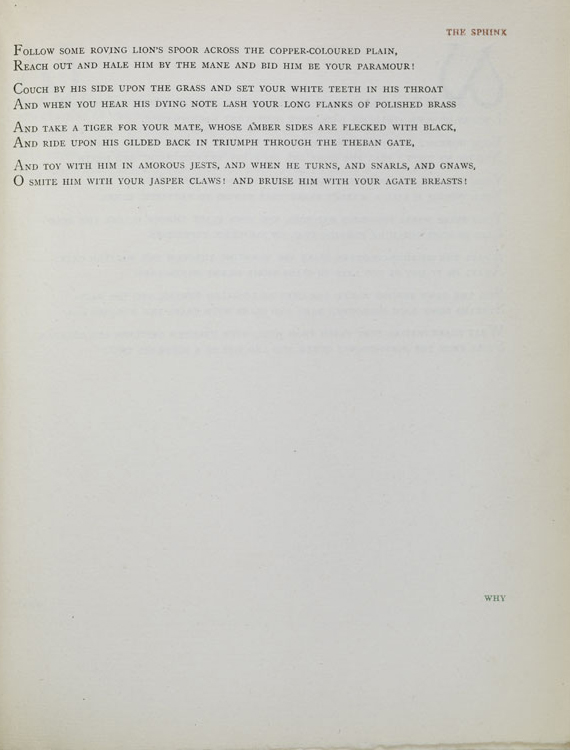 THE SPHINX
FOLLOW SOME ROVING LION'S SPOOR ACROSS THE COPPER-COLOURED PLAIN,
REACH OUT AND HALE HIM BY THE MANE AND BID HIM BE YOUR PARAMOUR!
COUCH BY HIS SIDE UPON THE GRASS AND SET YOUR WHITE TEETH IN HIS THROAT
AND WHEN YOU HEAR HIS DYING NOTE LASH YOUR LONG FLANKS OF POLISHED BRASS
AND TAKE A TIGER FOR YOUR MATE, WHOSE AMBER SIDES ARE FLECKED WITH BLACK,
AND RIDE UPON HIS GILDED BACK IN TRIUMPH THROUGH THE THEBAN GATE,
AND TOY WITH HIM IN AMOROUS JESTS, AND WHEN HE TURNS, AND SNARLS, AND GNAWS,
O SMITE HIM WITH YOUR JASPER CLAWS! AND BRUISE HIM WITH YOUR AGATE BREASTS!
WHY